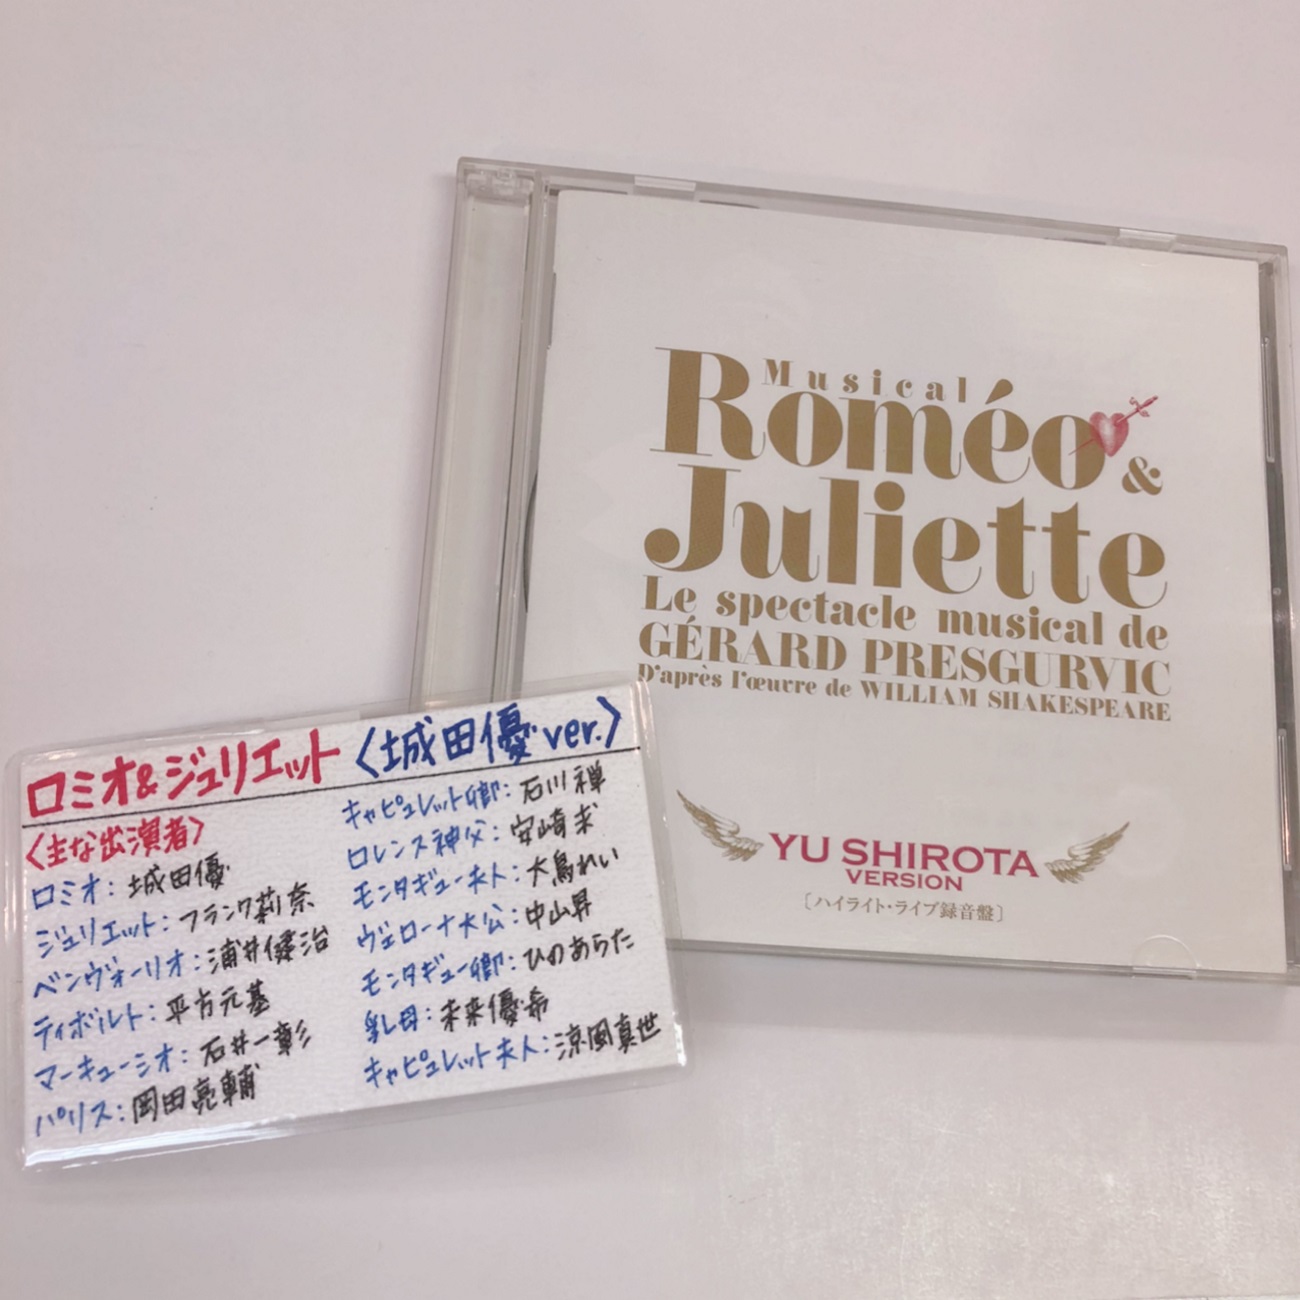 Musical
Roméo &
Juliette
Le spectacle musical de
GÉRARD PRESGURVIC
D'après l'œuvre de WILLIAM SHAKESPEARE
YU SHIROTA
VERSION
［ハイライト・ライブ録音盤］
ロミオ&ジュリエット〈城田優ver.〉
〈主な出演者〉
ロミオ：城田優
ジュリエット：フランク莉奈
ベンヴォーリオ：浦井健治
ティボルト：平方元基
マーキューシオ：石井一彰
パリス：岡田亮輔
キャピュレット卿：石川禅
ロレンス神父：安崎求
モンタギュー夫人：大鳥れい
ヴェローナ大公：中山昇
モンタギュー卿：ひのあらた
乳母：未来優希
キャピュレット夫人：涼風真世